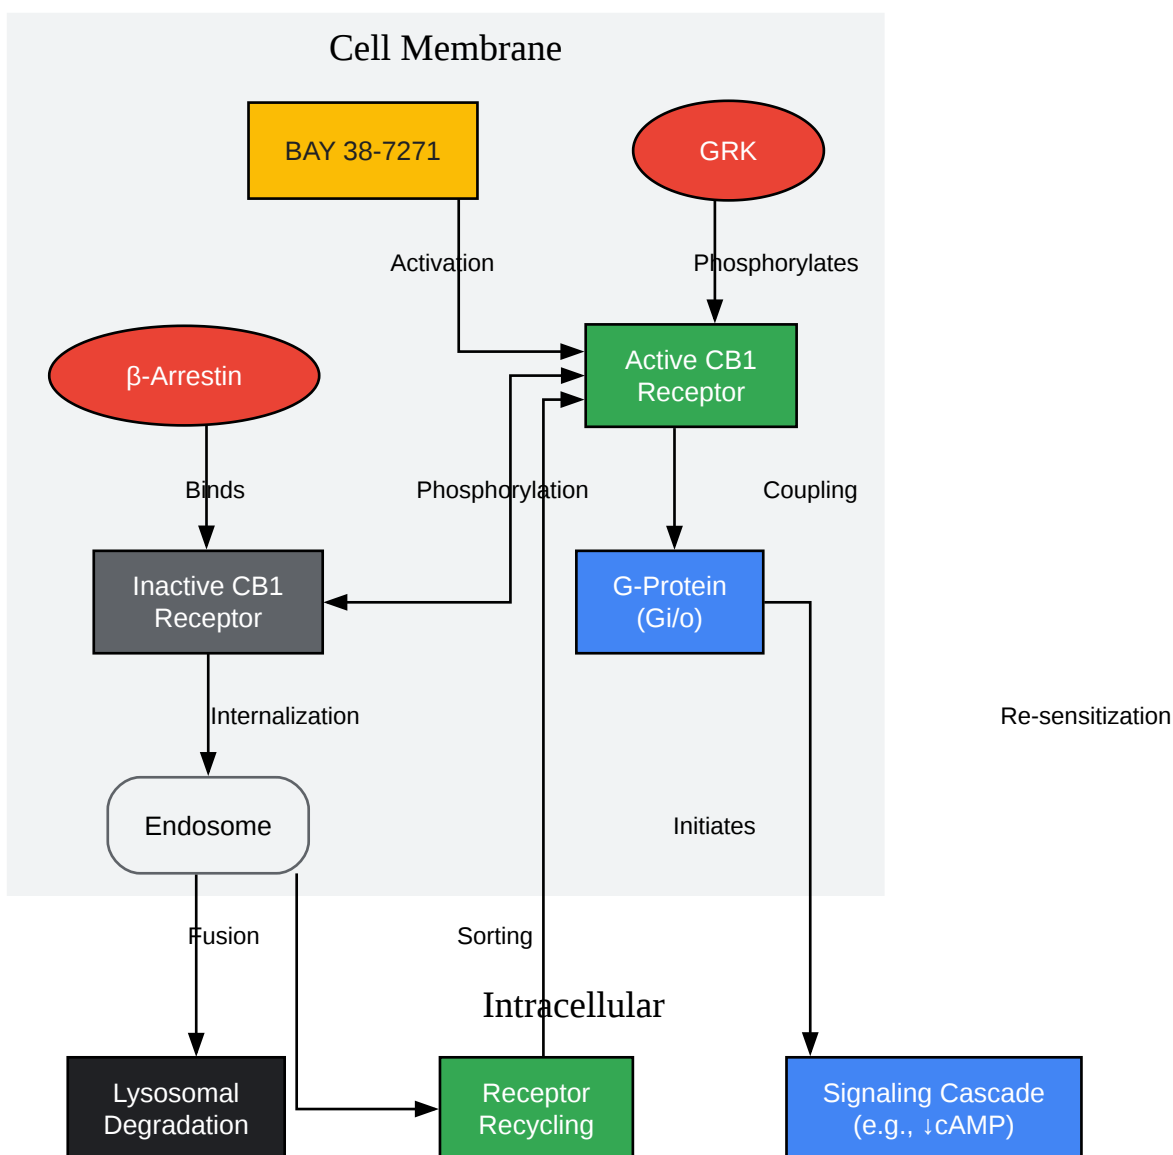 Cell Membrane
BAY 38-7271
GRK
Activation
Phosphorylates
β-Arrestin
Active CB1
Receptor
Binds
Phosphorylation
Coupling
Inactive CB1
Receptor
G-Protein
(Gi/o)
Internalization
Re-sensitization
Endosome
Initiates
Fusion
Sorting
Intracellular
Lysosomal
Degradation
Receptor
Recycling
Signaling Cascade
(e.g., ↓cAMP)